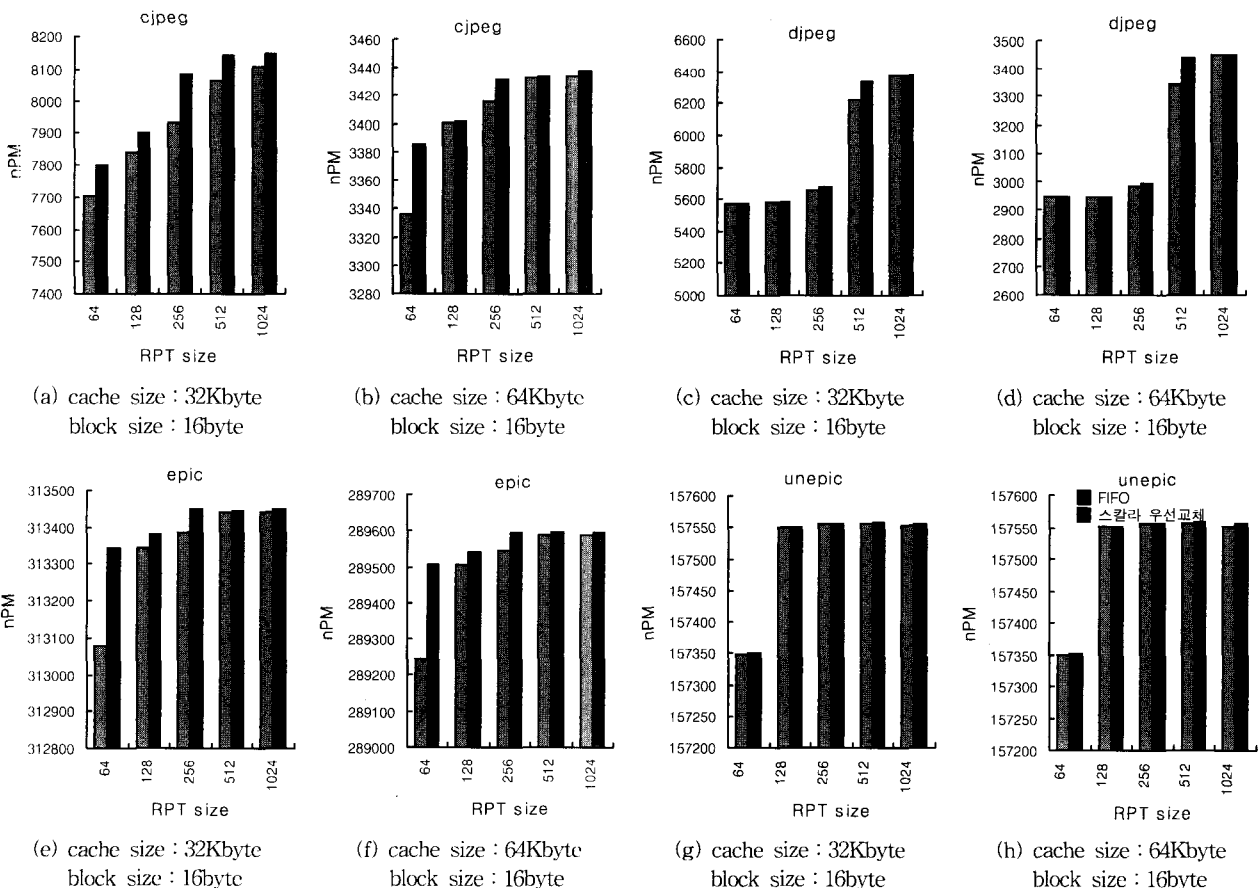 cjpeg
8200
8100
8000
7900
7800
7700
7600
7500
7400
nPM
64
128
256
512
1024
RPT size
(a) cache size : 32Kbyte
block size : 16byte
cjpeg
3460
3440
3420
3400
3380
3360
3340
3320
3300
3280
nPM
64
128
256
512
1024
RPT size
(b) cache size : 64Kbyte
block size : 16byte
djpeg
6600
6400
6200
6000
5800
5600
5400
5200
5000
nPM
64
128
256
512
1024
RPT size
(c) cache size : 32Kbyte
block size : 16byte
djpeg
3500
3400
3300
3200
3100
3000
2900
2800
2700
2600
nPM
64
128
256
512
1024
RPT size
(d) cache size : 64Kbyte
block size : 16byte
epic
313500
313400
313300
313200
313100
313000
312900
312800
nPM
64
128
256
512
1024
RPT size
(e) cache size : 32Kbyte
block size : 16byte
epic
289700
289600
289500
289400
289300
289200
289100
289000
nPM
64
128
256
512
1024
RPT size
(f) cache size : 64Kbyte
block size : 16byte
unepic
157600
157550
157500
157450
157400
157350
157300
157250
157200
nPM
64
128
256
512
1024
RPT size
(g) cache size : 32Kbyte
block size : 16byte
unepic
FIFO
스칼라 우선교체
157600
157550
157500
157450
157400
157350
157300
157250
157200
nPM
64
128
256
512
1024
RPT size
(h) cache size : 64Kbyte
block size : 16byte